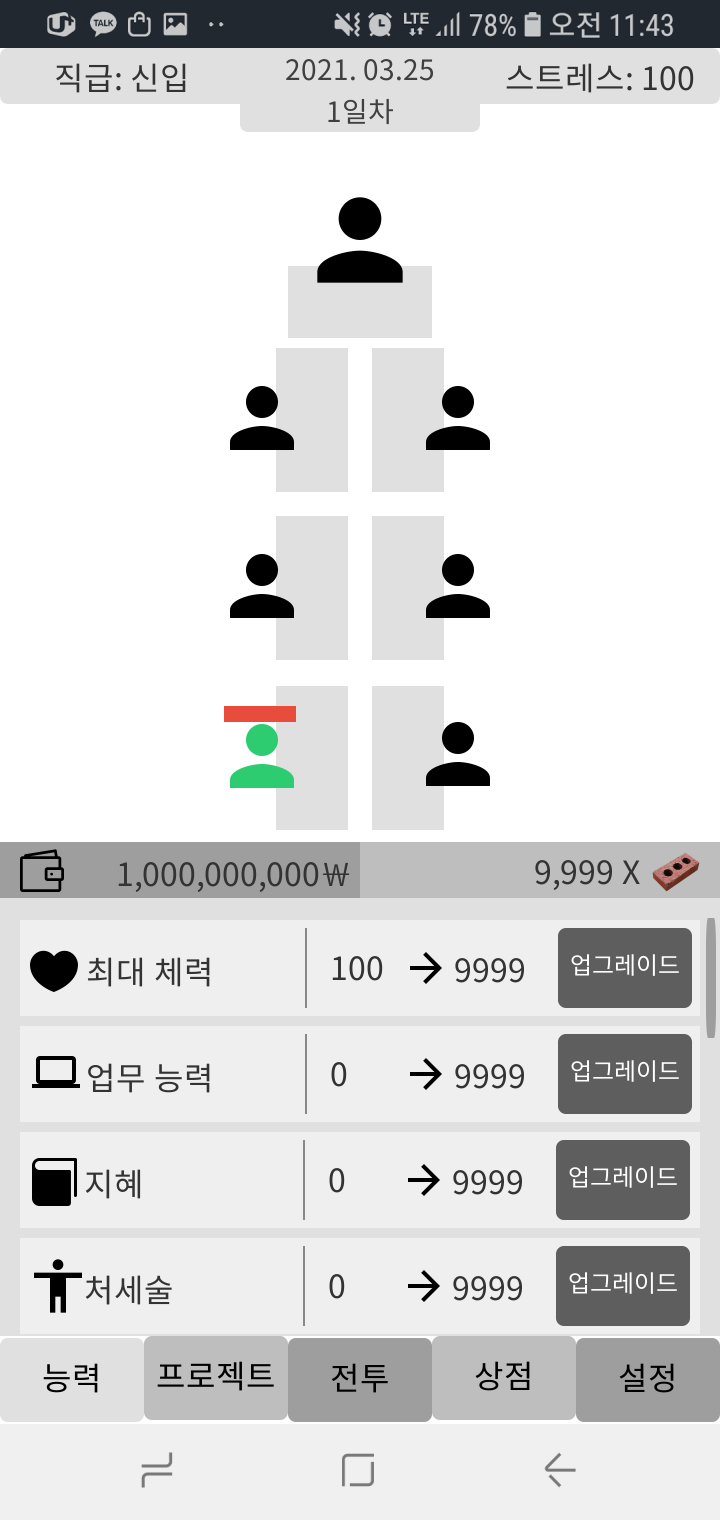 TALK LTE 78% 오전 11:43
직급: 신입 2021. 03.25 스트레스: 100
1일차
1,000,000,000₩ 9,999 X
최대 체력 100 → 9999 업그레이드
업무 능력 0 → 9999 업그레이드
지혜 0 → 9999 업그레이드
처세술 0 → 9999 업그레이드
능력 프로젝트 전투 상점 설정